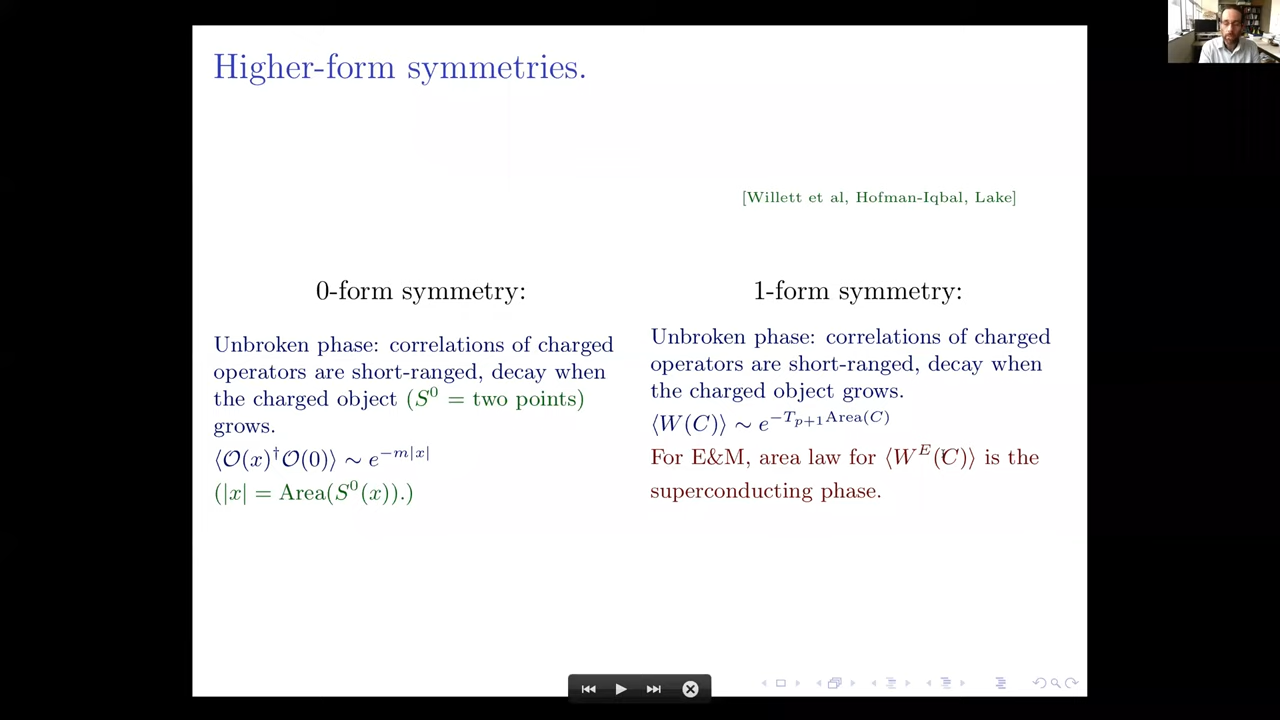 Higher-form symmetries.
[Willett et al, Hofman-Iqbal, Lake]
0-form symmetry:
Unbroken phase: correlations of charged
operators are short-ranged, decay when
the charged object (S⁰ = two points)
grows.
⟨𝒪(x)†𝒪(0)⟩ ∼ e^{−m|x|}
(|x| = Area(S⁰(x)).)
1-form symmetry:
Unbroken phase: correlations of charged
operators are short-ranged, decay when
the charged object grows.
⟨W(C)⟩ ∼ e^{−T_{p+1}Area(C)}
For E&M, area law for ⟨W^E(C)⟩ is the
superconducting phase.